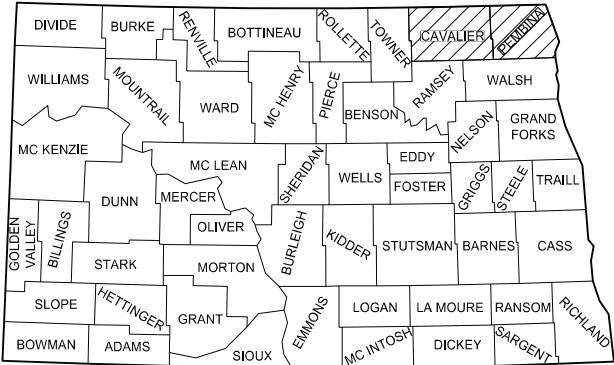 DIVIDE
BURKE
RENVILLE
BOTTINEAU
ROLLETTE
TOWNER
CAVALIER
PEMBINA
WILLIAMS
MOUNTRAIL
WARD
MC HENRY
PIERCE
BENSON
RAMSEY
WALSH
NELSON
GRAND
FORKS
MC KENZIE
MC LEAN
SHERIDAN
WELLS
EDDY
FOSTER
GRIGGS
STEELE
TRAILL
DUNN
MERCER
OLIVER
GOLDEN
VALLEY
BILLINGS
STARK
MORTON
BURLEIGH
KIDDER
STUTSMAN
BARNES
CASS
SLOPE
HETTINGER
GRANT
EMMONS
LOGAN
LA MOURE
RANSOM
RICHLAND
BOWMAN
ADAMS
SIOUX
MC INTOSH
DICKEY
SARGENT